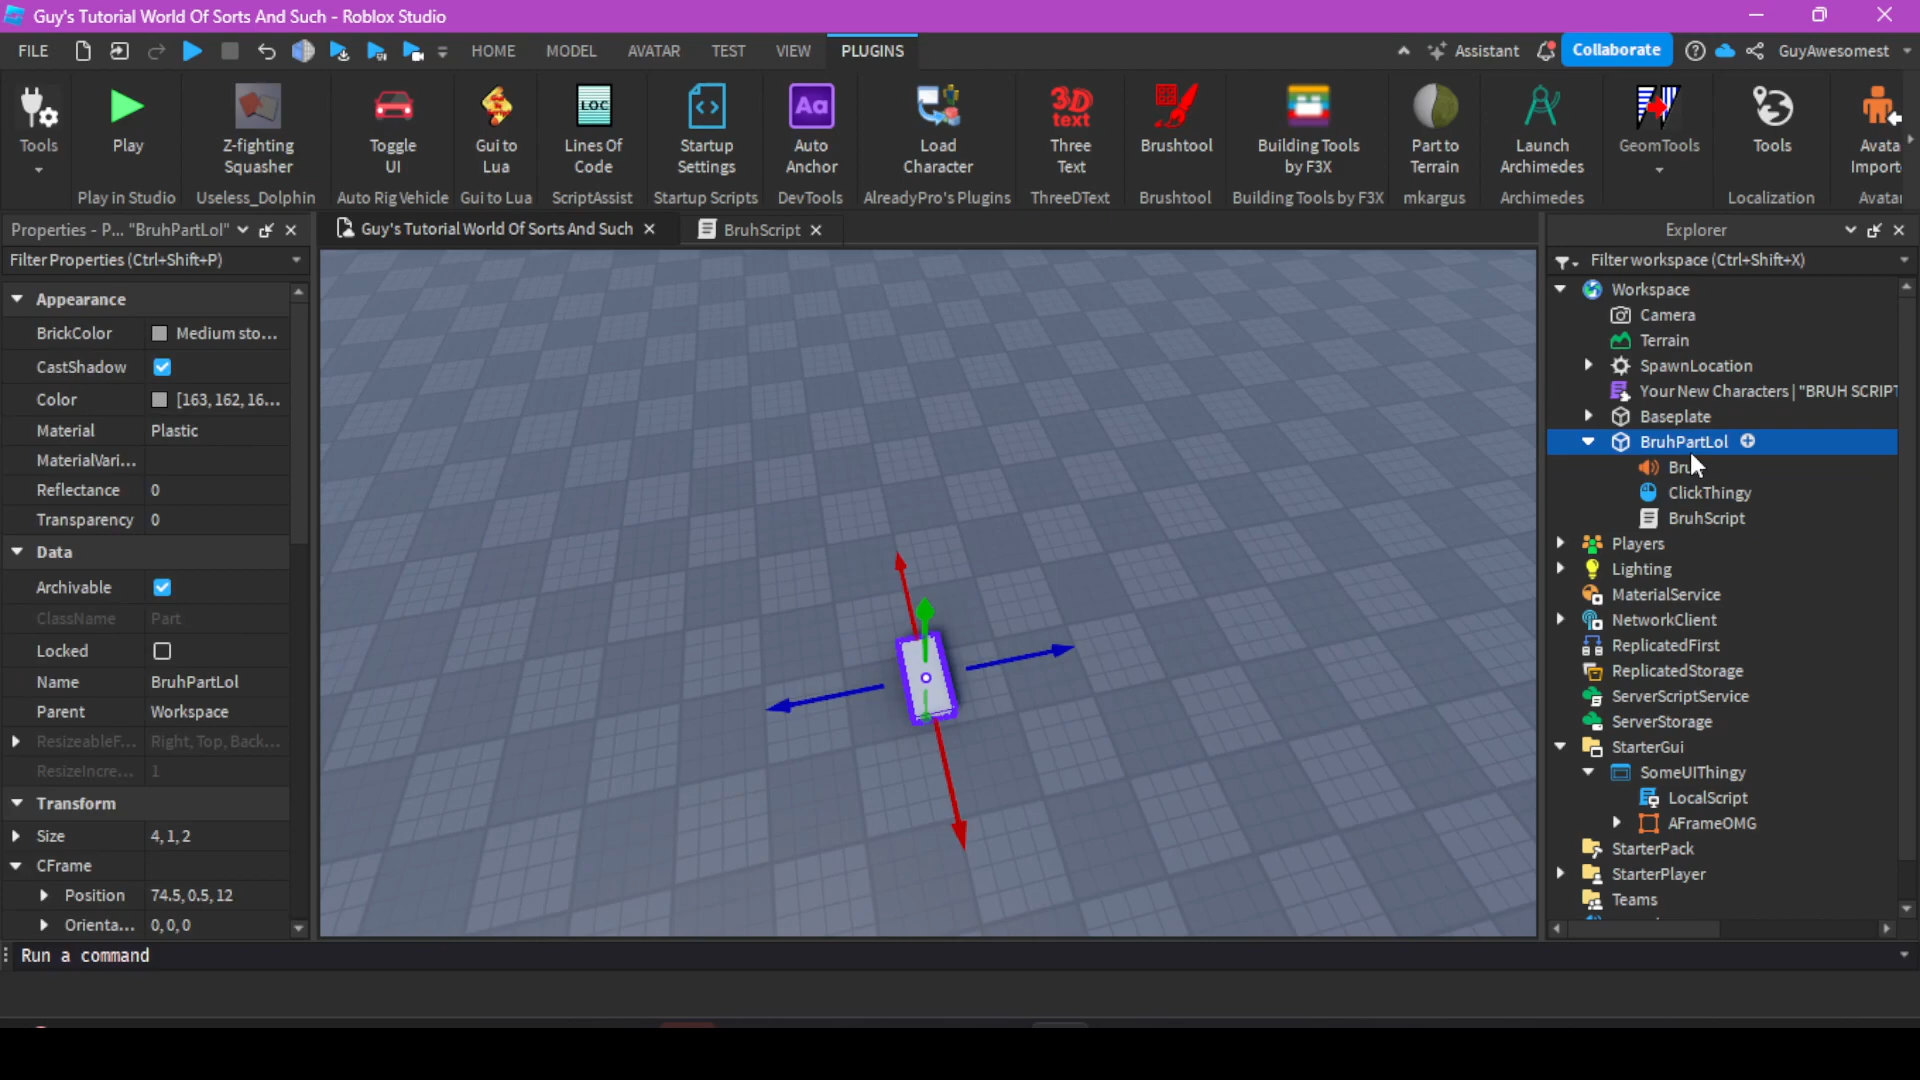 Guy's Tutorial World Of Sorts And Such - Roblox Studio
FILE HOME MODEL AVATAR TEST VIEW PLUGINS Assistant Collaborate GuyAwesomest
Tools
Play
Play in Studio
Z-fighting Squasher
Useless_Dolphin
Toggle UI
Auto Rig Vehicle
Gui to Lua
Gui to Lua
LOC
Lines Of Code
ScriptAssist
Startup Settings
Startup Scripts
Aa
Auto Anchor
DevTools
Load Character
AlreadyPro's Plugins
3D text
Three Text
ThreeDText
Brushtool
Brushtool
Building Tools by F3X
Building Tools by F3X
Part to Terrain
mkargus
Launch Archimedes
Archimedes
GeomTools
Tools
Localization
Avata
Import
Avata
Properties - P... "BruhPartLol"
Filter Properties (Ctrl+Shift+P)
Appearance
BrickColor Medium sto...
CastShadow
Color [163, 162, 16...
Material Plastic
MaterialVari...
Reflectance 0
Transparency 0
Data
Archivable
ClassName Part
Locked
Name BruhPartLol
Parent Workspace
ResizeableF... Right, Top, Back...
ResizeIncre... 1
Transform
Size 4, 1, 2
CFrame
Position 74.5, 0.5, 12
Orienta... 0, 0, 0
Guy's Tutorial World Of Sorts And Such
BruhScript
Explorer
Filter workspace (Ctrl+Shift+X)
Workspace
Camera
Terrain
SpawnLocation
Your New Characters | "BRUH SCRIPT
Baseplate
BruhPartLol
Bru
ClickThingy
BruhScript
Players
Lighting
MaterialService
NetworkClient
ReplicatedFirst
ReplicatedStorage
ServerScriptService
ServerStorage
StarterGui
SomeUIThingy
LocalScript
AFrameOMG
StarterPack
StarterPlayer
Teams
Run a command